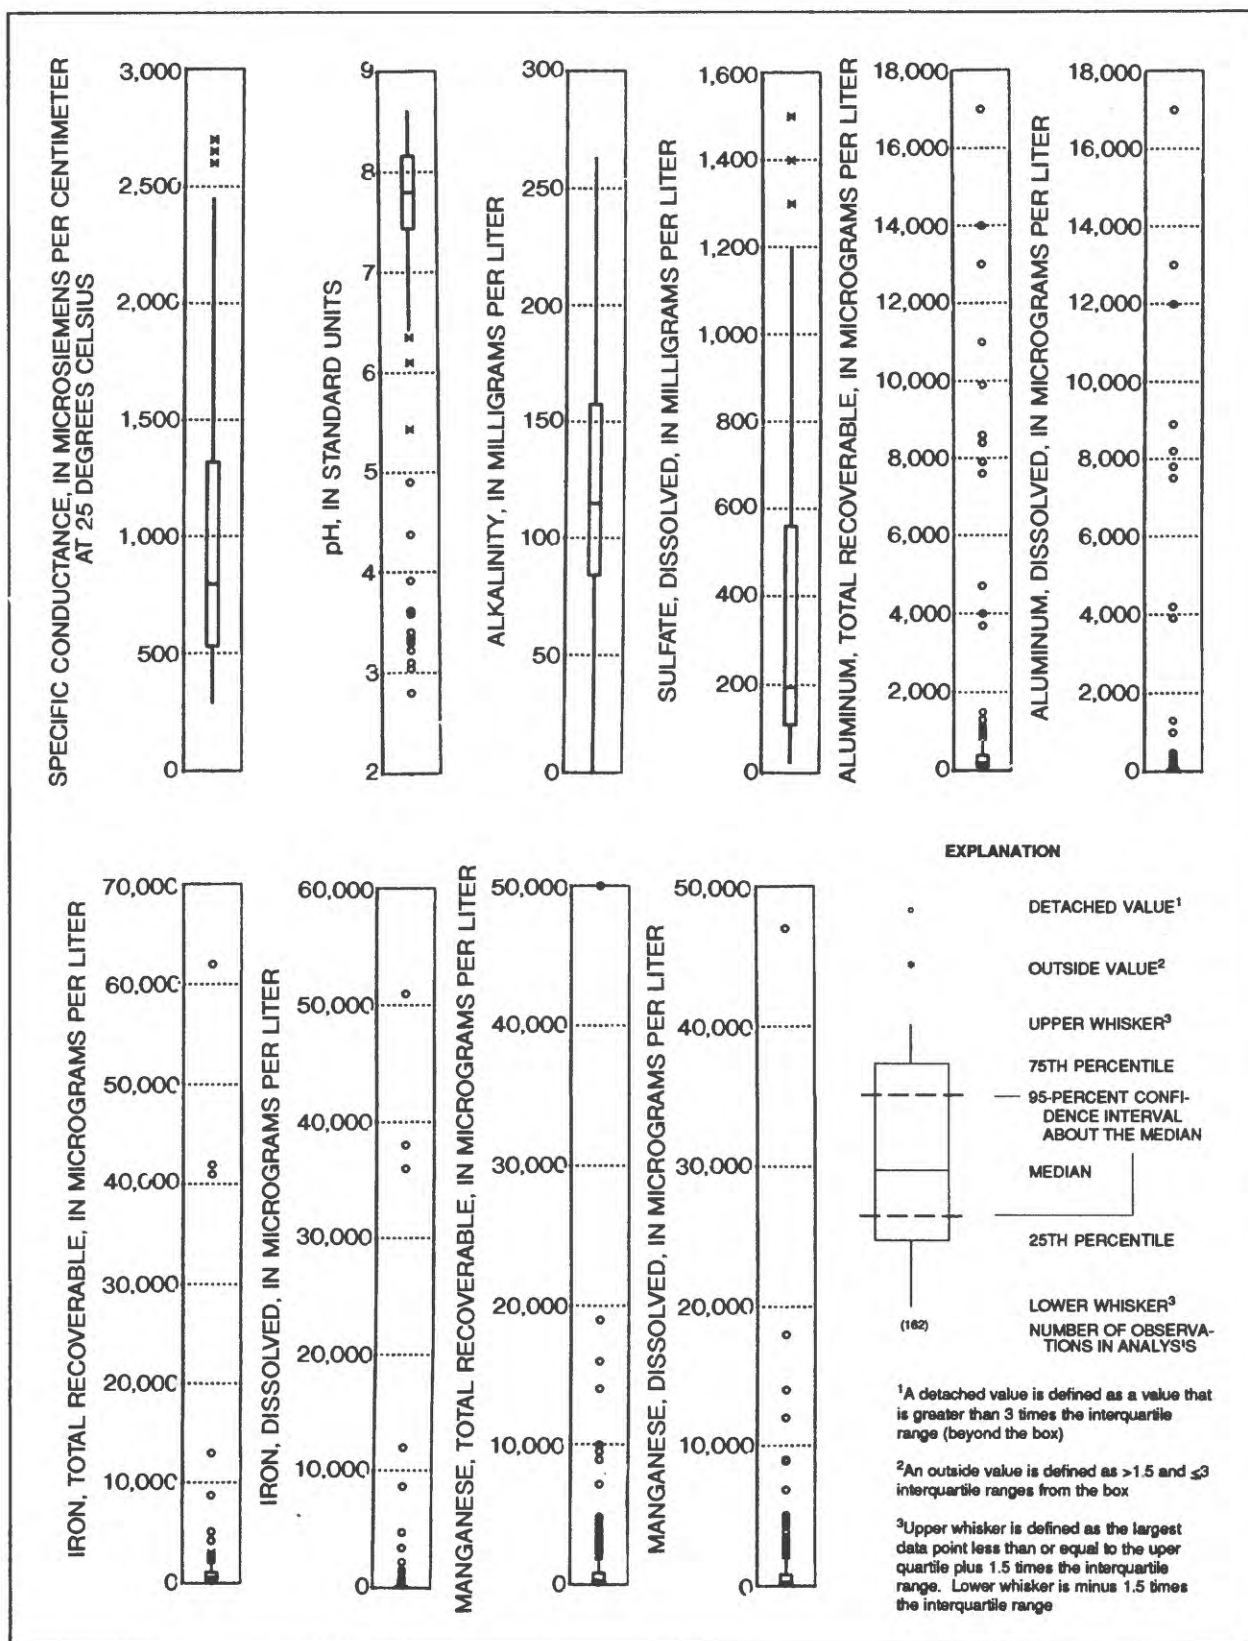 SPECIFIC CONDUCTANCE, IN MICROSIEMENS PER CENTIMETER
AT 25 DEGREES CELSIUS
3,000
2,500
2,000
1,500
1,000
500
0
pH, IN STANDARD UNITS
9
8
7
6
5
4
3
2
ALKALINITY, IN MILLIGRAMS PER LITER
300
250
200
150
100
50
0
SULFATE, DISSOLVED, IN MILLIGRAMS PER LITER
1,600
1,400
1,200
1,000
800
600
400
200
0
ALUMINUM, TOTAL RECOVERABLE, IN MICROGRAMS PER LITER
18,000
16,000
14,000
12,000
10,000
8,000
6,000
4,000
2,000
0
ALUMINUM, DISSOLVED, IN MICROGRAMS PER LITER
18,000
16,000
14,000
12,000
10,000
8,000
6,000
4,000
2,000
0
IRON, TOTAL RECOVERABLE, IN MICROGRAMS PER LITER
70,000
60,000
50,000
40,000
30,000
20,000
10,000
0
IRON, DISSOLVED, IN MICROGRAMS PER LITER
60,000
50,000
40,000
30,000
20,000
10,000
0
MANGANESE, TOTAL RECOVERABLE, IN MICROGRAMS PER LITER
50,000
40,000
30,000
20,000
10,000
0
MANGANESE, DISSOLVED, IN MICROGRAMS PER LITER
50,000
40,000
30,000
20,000
10,000
0
EXPLANATION
DETACHED VALUE¹
OUTSIDE VALUE²
UPPER WHISKER³
75TH PERCENTILE
95-PERCENT CONFI-
DENCE INTERVAL
ABOUT THE MEDIAN
MEDIAN
25TH PERCENTILE
LOWER WHISKER³
(162)
NUMBER OF OBSERVA-
TIONS IN ANALYS'S
¹A detached value is defined as a value that
is greater than 3 times the interquartile
range (beyond the box)
²An outside value is defined as >1.5 and ≤3
interquartile ranges from the box
³Upper whisker is defined as the largest
data point less than or equal to the uper
quartile plus 1.5 times the interquartile
range. Lower whisker is minus 1.5 times
the interquartile range